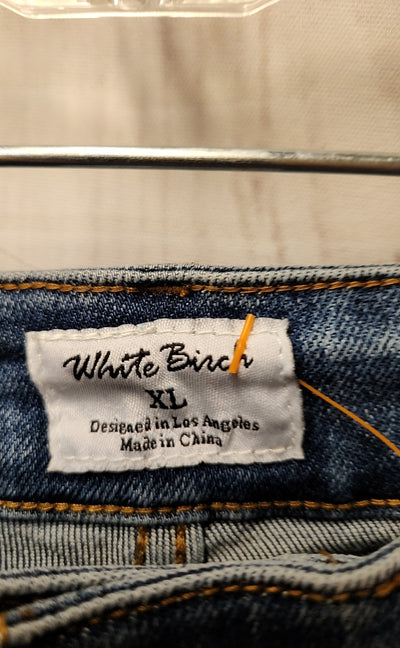 White Birch
XL
Designed in Los Angeles
Made in China